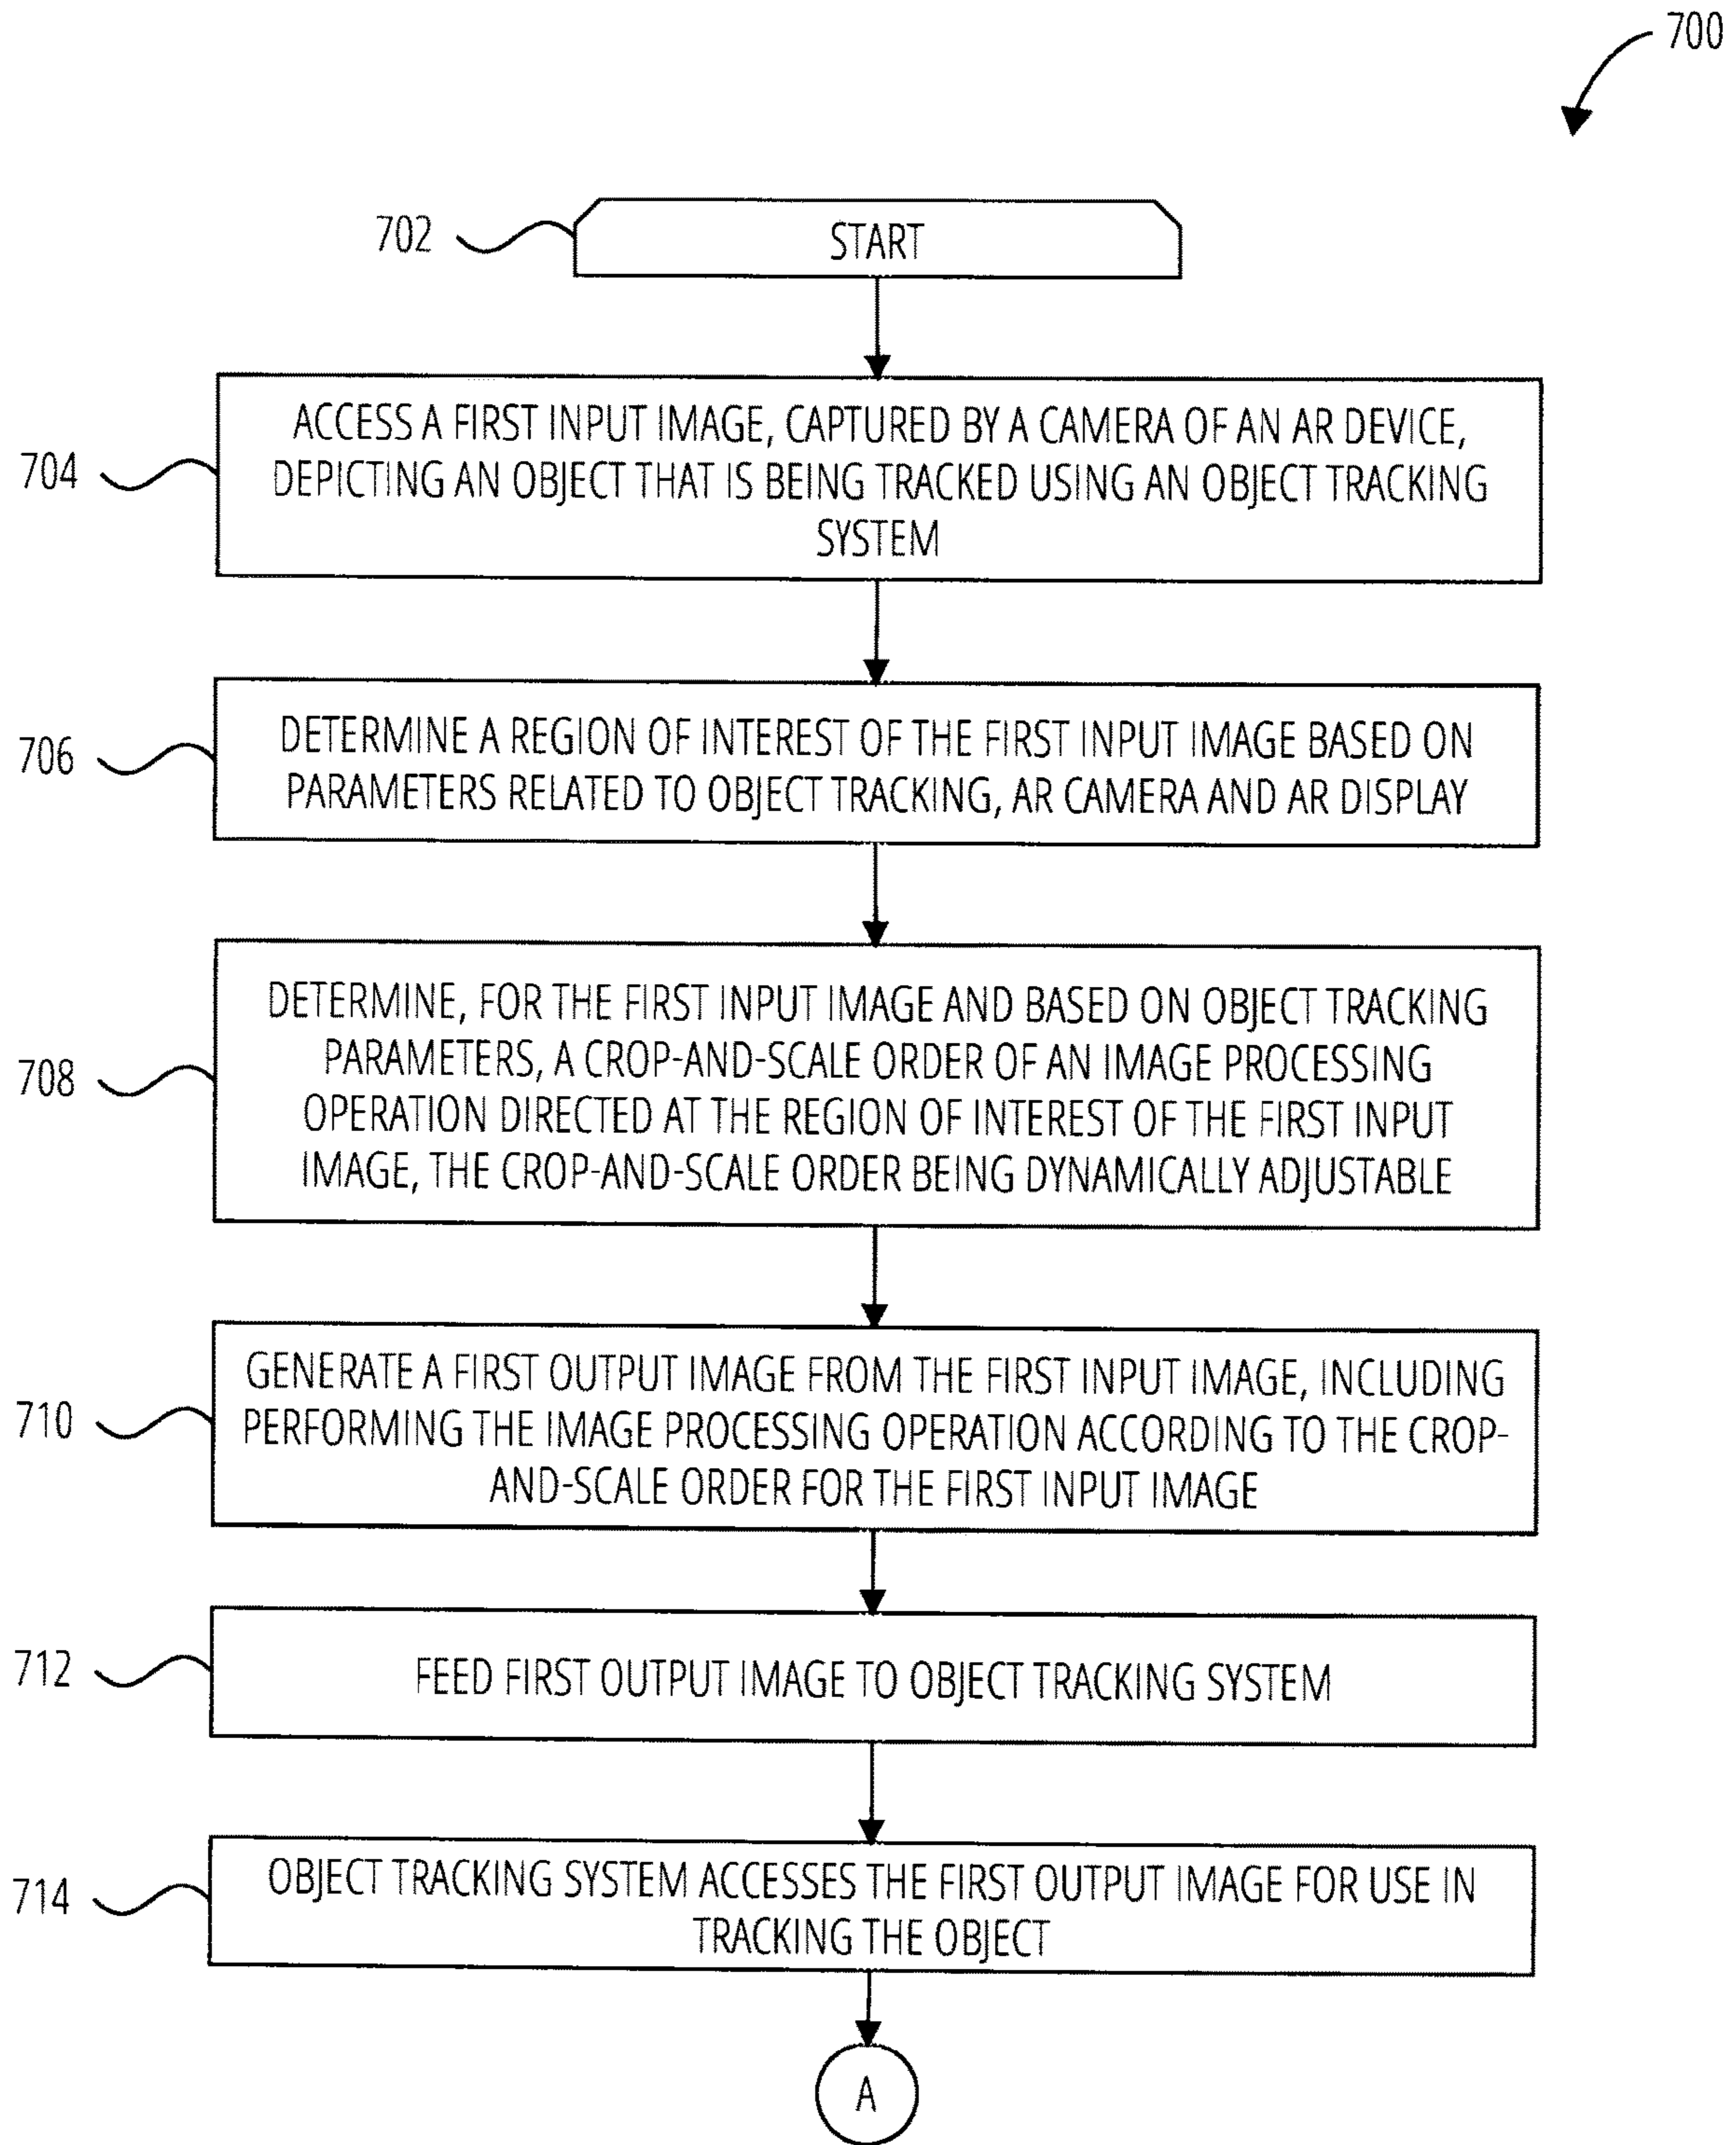 700
702
START
704
ACCESS A FIRST INPUT IMAGE, CAPTURED BY A CAMERA OF AN AR DEVICE,
DEPICTING AN OBJECT THAT IS BEING TRACKED USING AN OBJECT TRACKING
SYSTEM
706
DETERMINE A REGION OF INTEREST OF THE FIRST INPUT IMAGE BASED ON
PARAMETERS RELATED TO OBJECT TRACKING, AR CAMERA AND AR DISPLAY
708
DETERMINE, FOR THE FIRST INPUT IMAGE AND BASED ON OBJECT TRACKING
PARAMETERS, A CROP-AND-SCALE ORDER OF AN IMAGE PROCESSING
OPERATION DIRECTED AT THE REGION OF INTEREST OF THE FIRST INPUT
IMAGE, THE CROP-AND-SCALE ORDER BEING DYNAMICALLY ADJUSTABLE
710
GENERATE A FIRST OUTPUT IMAGE FROM THE FIRST INPUT IMAGE, INCLUDING
PERFORMING THE IMAGE PROCESSING OPERATION ACCORDING TO THE CROP-
AND-SCALE ORDER FOR THE FIRST INPUT IMAGE
712
FEED FIRST OUTPUT IMAGE TO OBJECT TRACKING SYSTEM
714
OBJECT TRACKING SYSTEM ACCESSES THE FIRST OUTPUT IMAGE FOR USE IN
TRACKING THE OBJECT
A